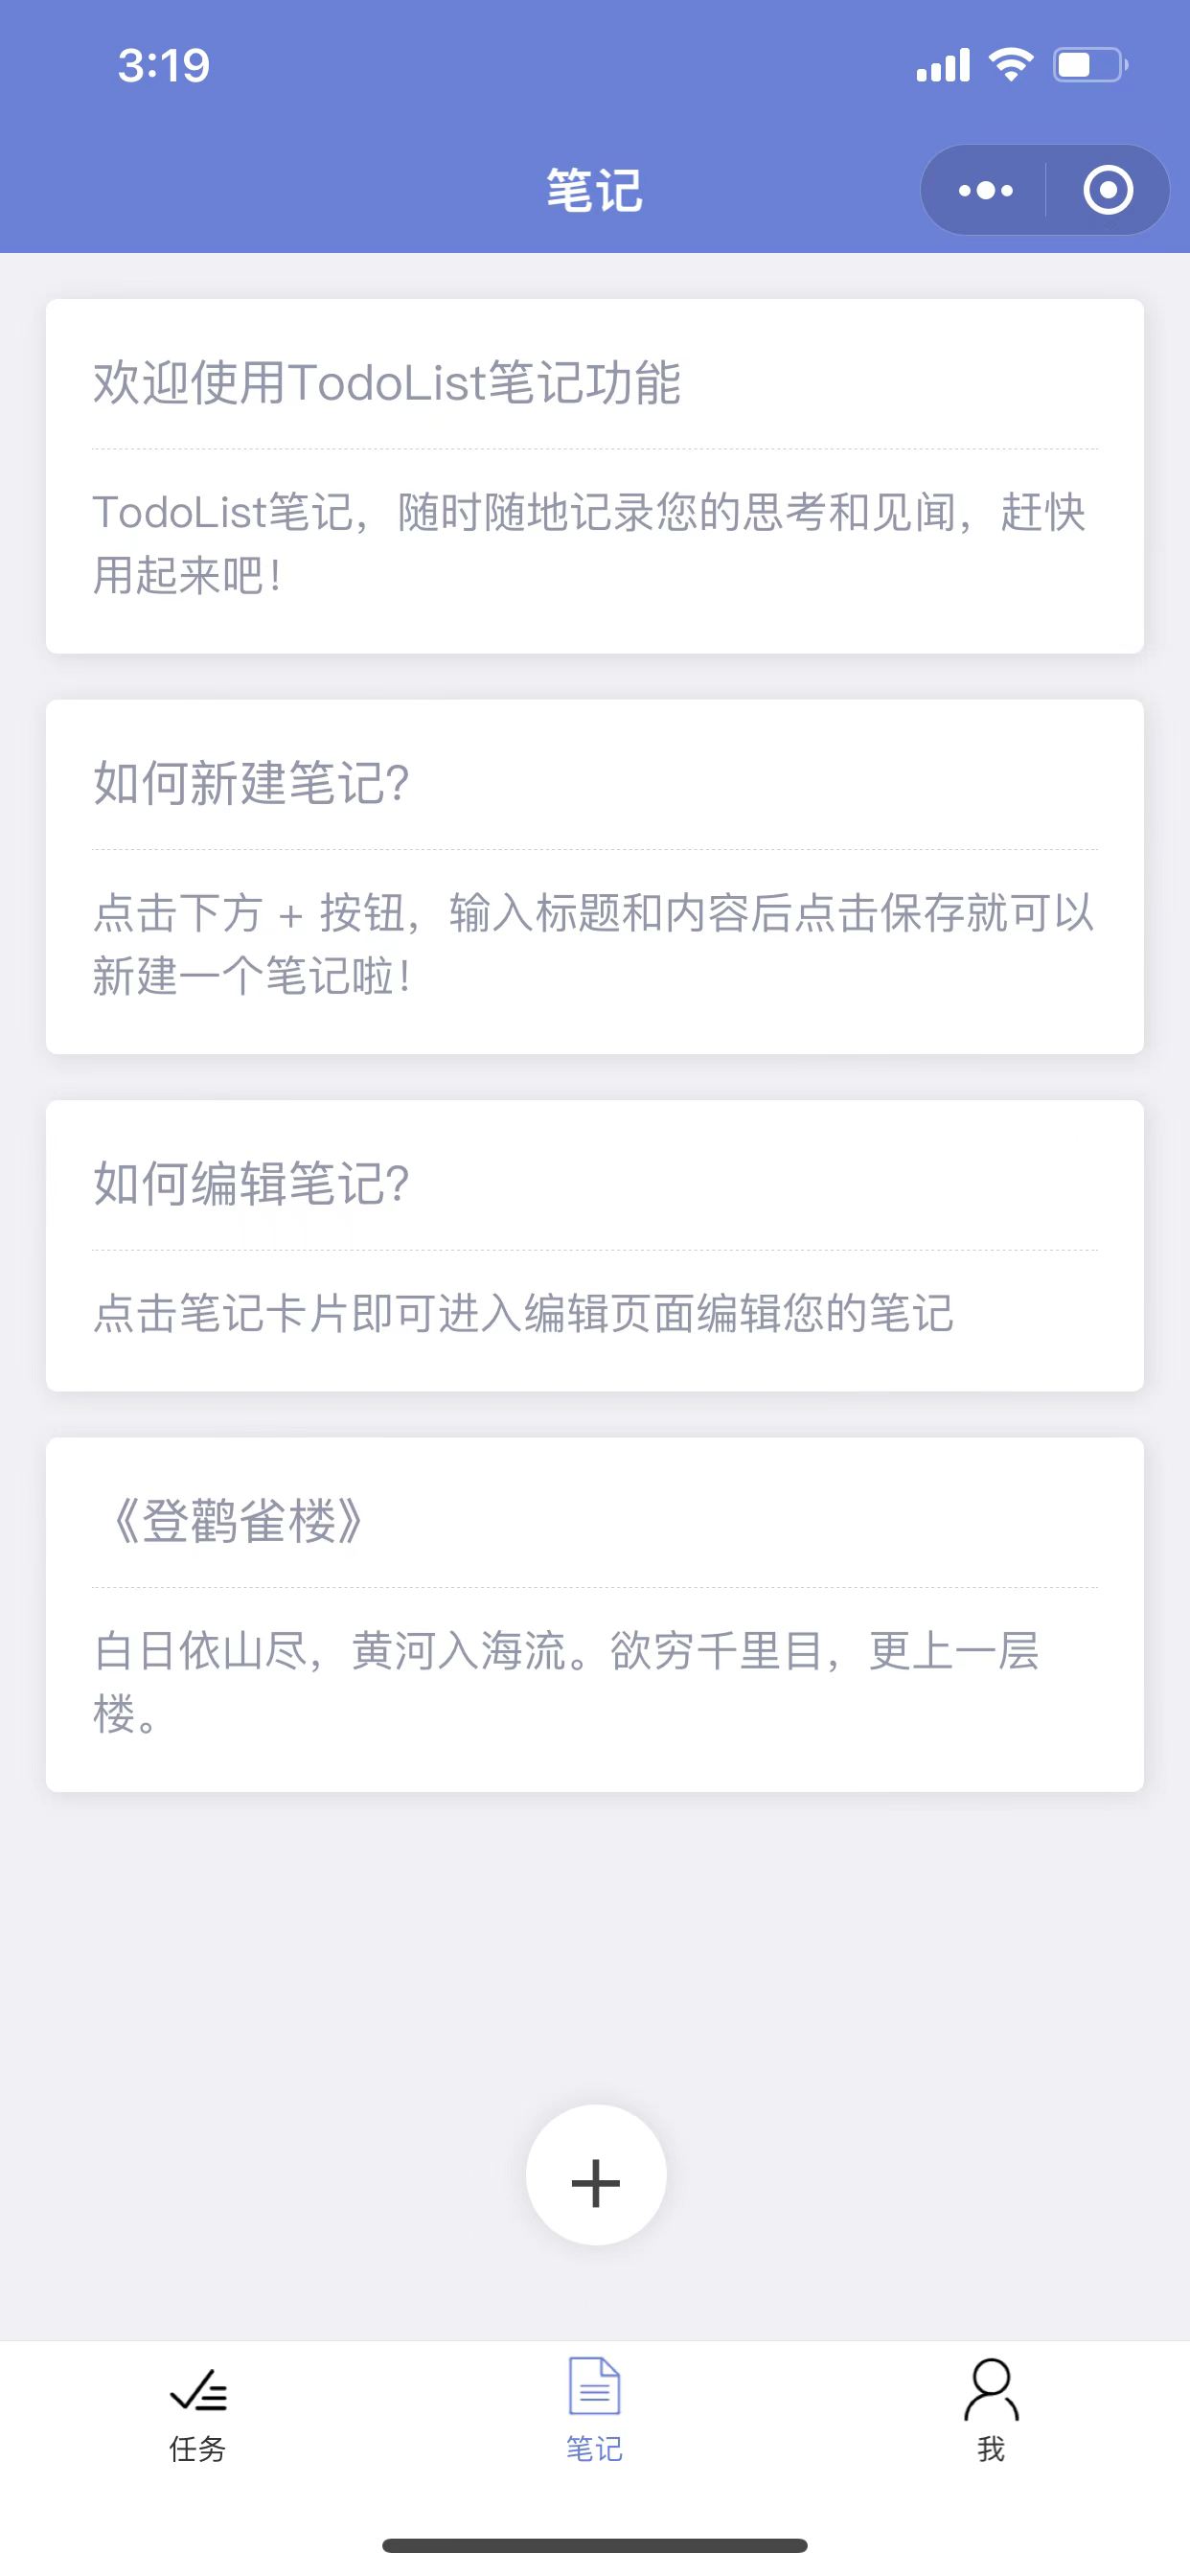 3:19
笔记
欢迎使用TodoList笔记功能
TodoList笔记，随时随地记录您的思考和见闻，赶快
用起来吧！
如何新建笔记?
点击下方 + 按钮，输入标题和内容后点击保存就可以
新建一个笔记啦！
如何编辑笔记?
点击笔记卡片即可进入编辑页面编辑您的笔记
《登鹳雀楼》
白日依山尽，黄河入海流。欲穷千里目，更上一层
楼。
+
任务
笔记
我